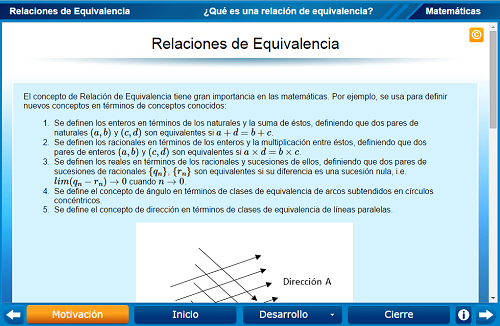 Relaciones de Equivalencia ¿Qué es una relación de equivalencia? Matemáticas
©
Relaciones de Equivalencia
El concepto de Relación de Equivalencia tiene gran importancia en las matemáticas. Por ejemplo, se usa para definir
nuevos conceptos en términos de conceptos conocidos:
1. Se definen los enteros en términos de los naturales y la suma de éstos, definiendo que dos pares de
naturales (a, b) y (c, d) son equivalentes si a + d = b + c.
2. Se definen los racionales en términos de los enteros y la multiplicación entre éstos, definiendo que dos
pares de enteros (a, b) y (c, d) son equivalentes si a × d = b × c.
3. Se definen los reales en términos de los racionales y sucesiones de ellos, definiendo que dos pares de
sucesiones de racionales {qₙ}, {rₙ} son equivalentes si su diferencia es una sucesión nula, i.e.
lim(qₙ − rₙ) → 0 cuando n → 0.
4. Se define el concepto de ángulo en términos de clases de equivalencia de arcos subtendidos en círculos
concéntricos.
5. Se define el concepto de dirección en términos de clases de equivalencia de líneas paralelas.
Dirección A
Motivación Inicio Desarrollo Cierre i